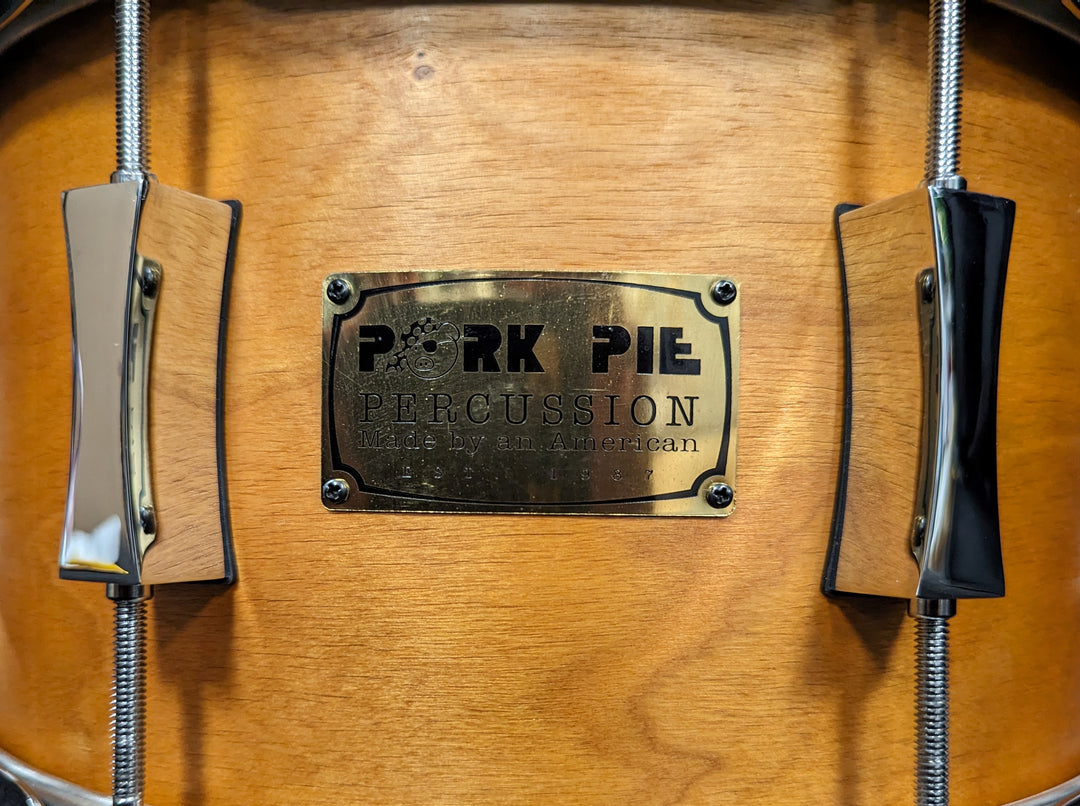 PORK PIE
PERCUSSION
Made by an American
EST 1987